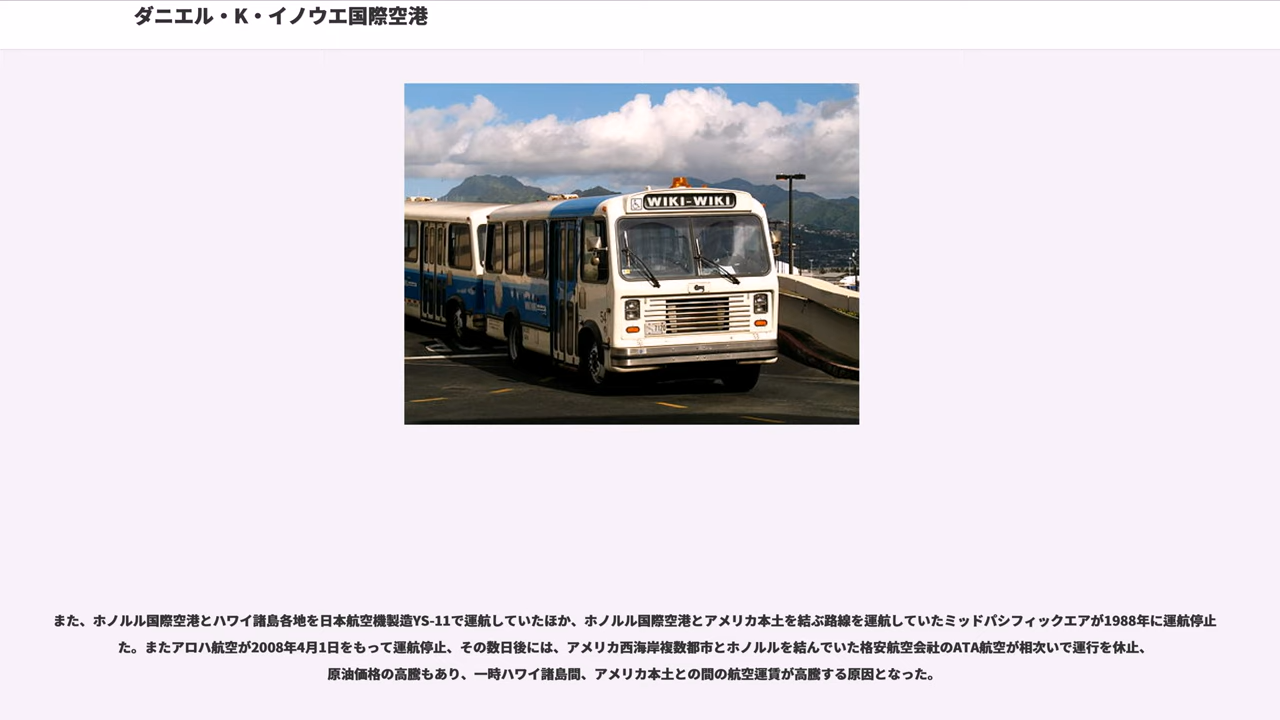 ダニエル・K・イノウエ国際空港
WIKI-WIKI
54
また、ホノルル国際空港とハワイ諸島各地を日本航空機製造YS-11で運航していたほか、ホノルル国際空港とアメリカ本土を結ぶ路線を運航していたミッドパシフィックエアが1988年に運航停止
た。またアロハ航空が2008年4月1日をもって運航停止、その数日後には、アメリカ西海岸複数都市とホノルルを結んでいた格安航空会社のATA航空が相次いで運行を休止、
原油価格の高騰もあり、一時ハワイ諸島間、アメリカ本土との間の航空運賃が高騰する原因となった。